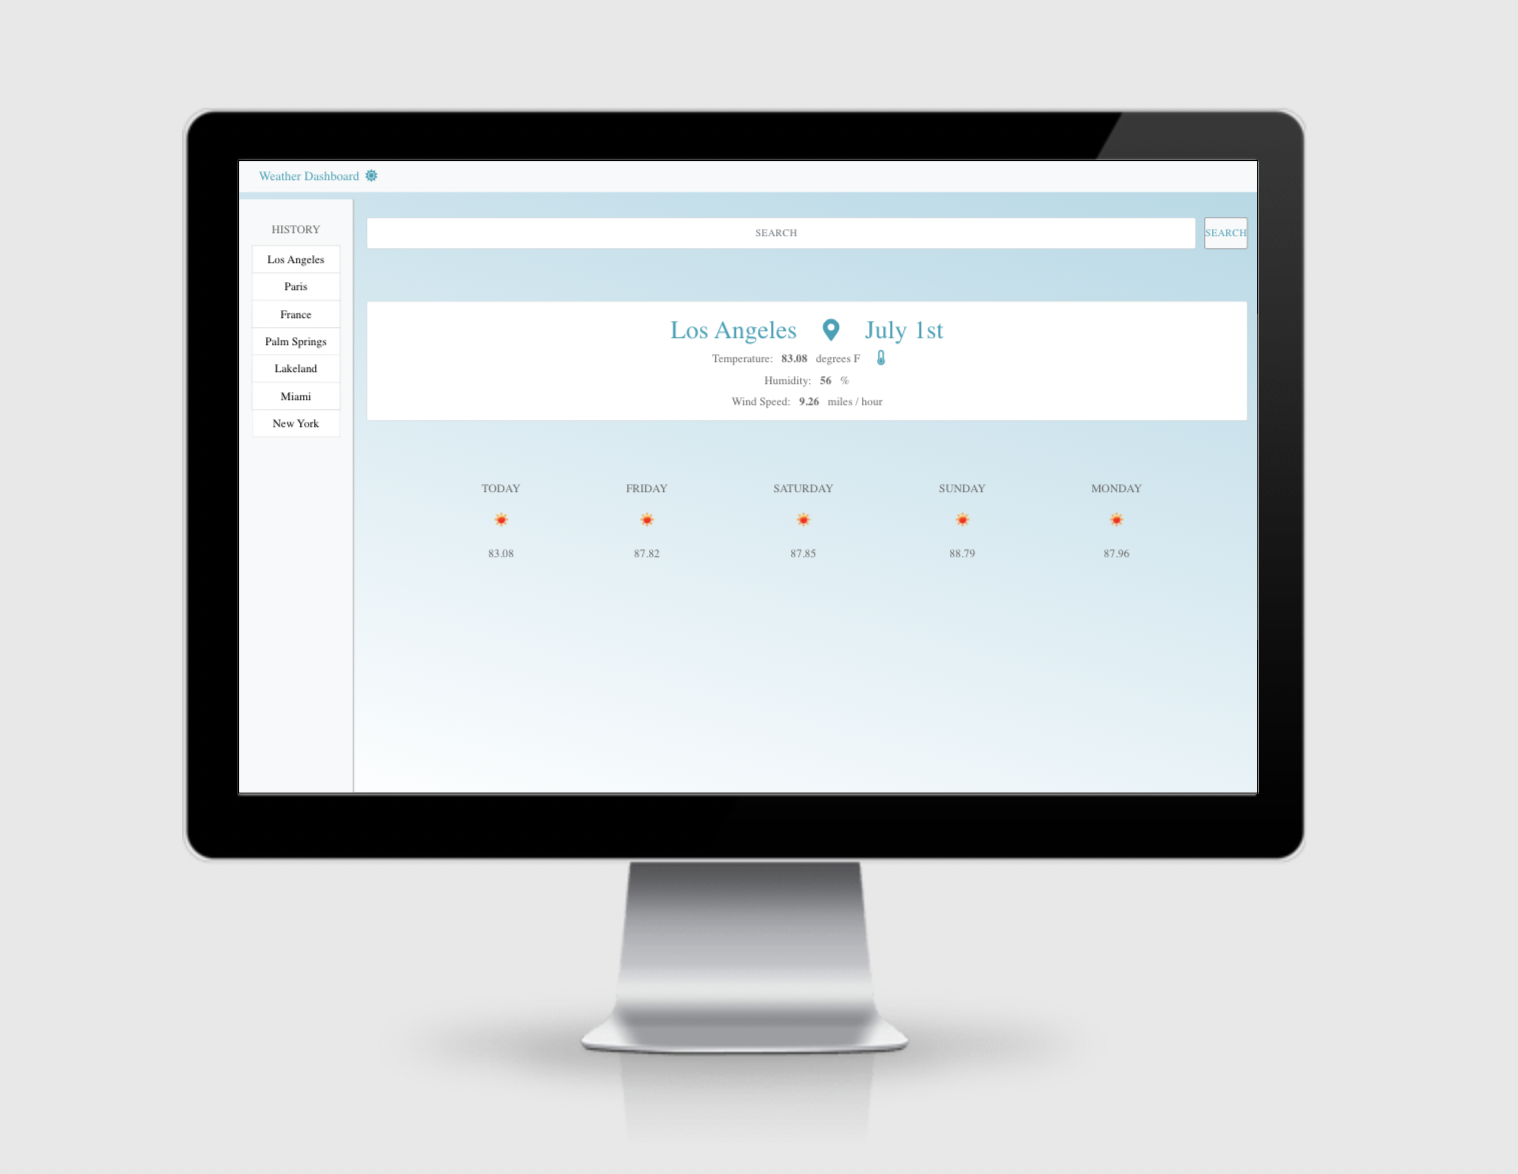 Weather Dashboard
HISTORY
Los Angeles
Paris
France
Palm Springs
Lakeland
Miami
New York
SEARCH SEARCH
Los Angeles July 1st
Temperature: 83.08 degrees F
Humidity: 56 %
Wind Speed: 9.26 miles / hour
TODAY FRIDAY SATURDAY SUNDAY MONDAY
83.08 87.82 87.85 88.79 87.96